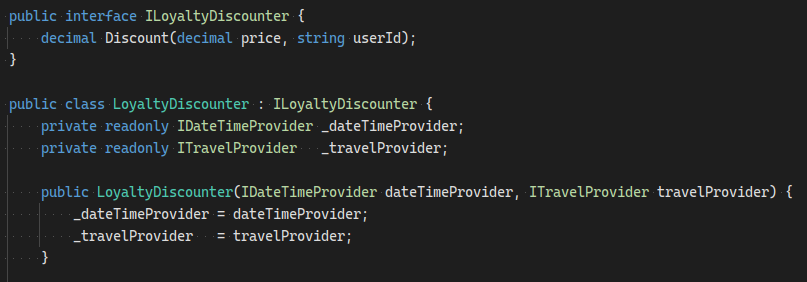 public interface ILoyaltyDiscounter {
    decimal Discount(decimal price, string userId);
}

public class LoyaltyDiscounter : ILoyaltyDiscounter {
    private readonly IDateTimeProvider _dateTimeProvider;
    private readonly ITravelProvider   _travelProvider;

    public LoyaltyDiscounter(IDateTimeProvider dateTimeProvider, ITravelProvider travelProvider) {
        _dateTimeProvider = dateTimeProvider;
        _travelProvider   = travelProvider;
    }